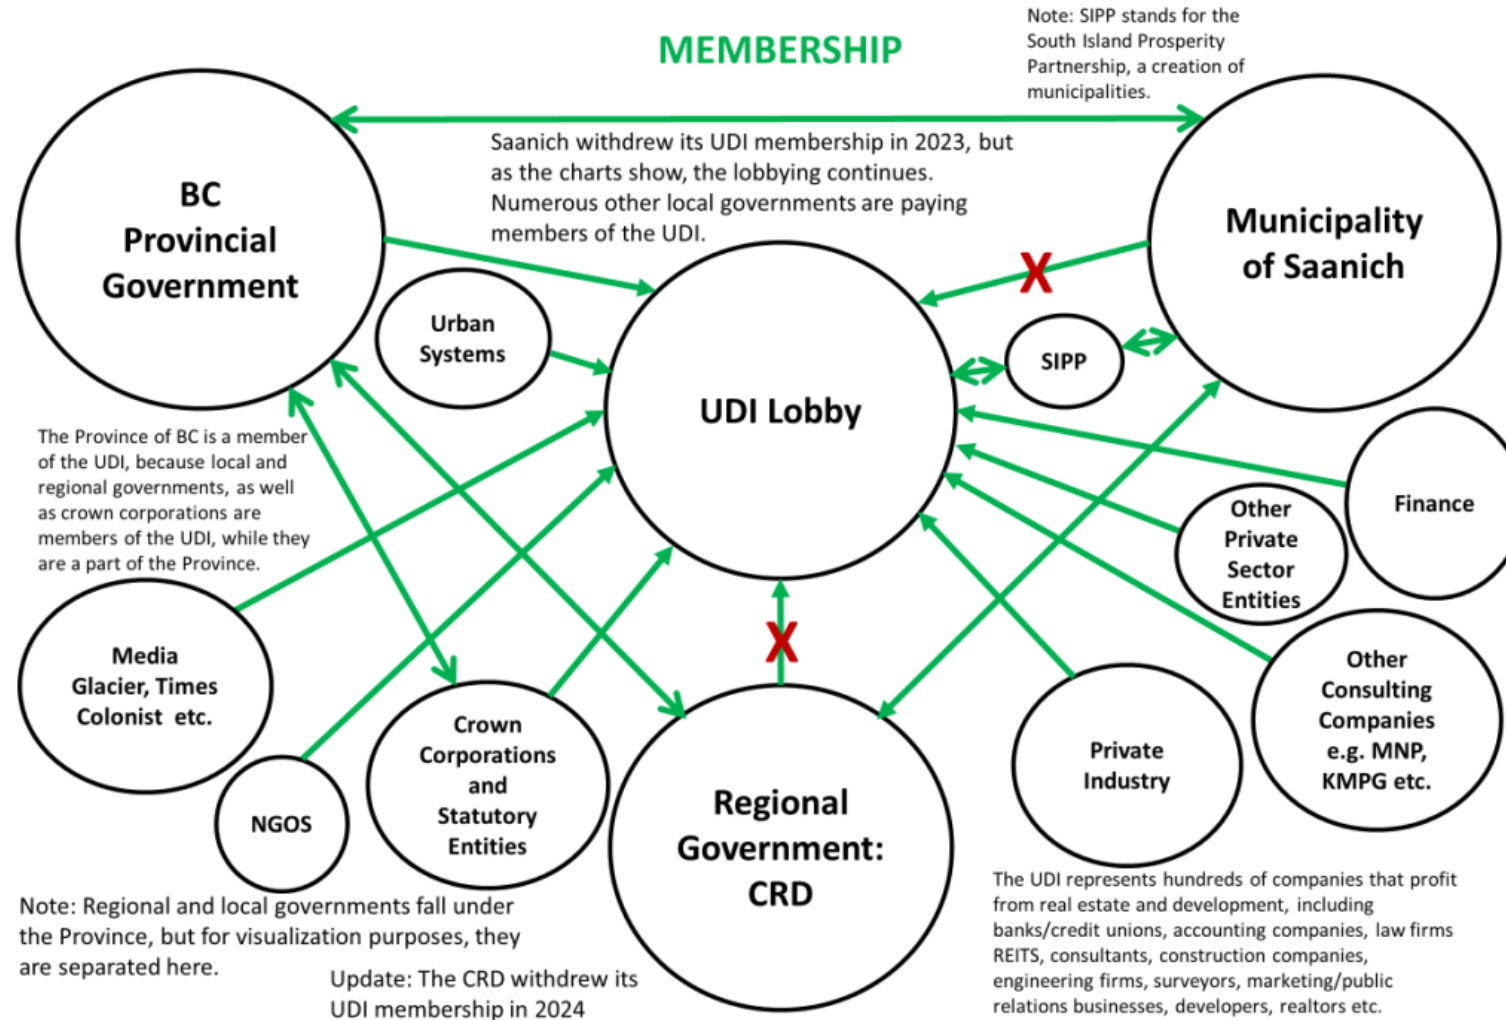 MEMBERSHIP
Note: SIPP stands for the
South Island Prosperity
Partnership, a creation of
municipalities.
Saanich withdrew its UDI membership in 2023, but
as the charts show, the lobbying continues.
Numerous other local governments are paying
members of the UDI.
BC
Provincial
Government
Municipality
of Saanich
X
Urban
Systems
SIPP
UDI Lobby
The Province of BC is a member
of the UDI, because local and
regional governments, as well
as crown corporations are
members of the UDI, while they
are a part of the Province.
Finance
Other
Private
Sector
Entities
Media
Glacier, Times
Colonist etc.
X
Other
Consulting
Companies
e.g. MNP,
KMPG etc.
Crown
Corporations
and
Statutory
Entities
Private
Industry
NGOS
Regional
Government:
CRD
Note: Regional and local governments fall under
the Province, but for visualization purposes, they
are separated here.
Update: The CRD withdrew its
UDI membership in 2024
The UDI represents hundreds of companies that profit
from real estate and development, including
banks/credit unions, accounting companies, law firms
REITS, consultants, construction companies,
engineering firms, surveyors, marketing/public
relations businesses, developers, realtors etc.